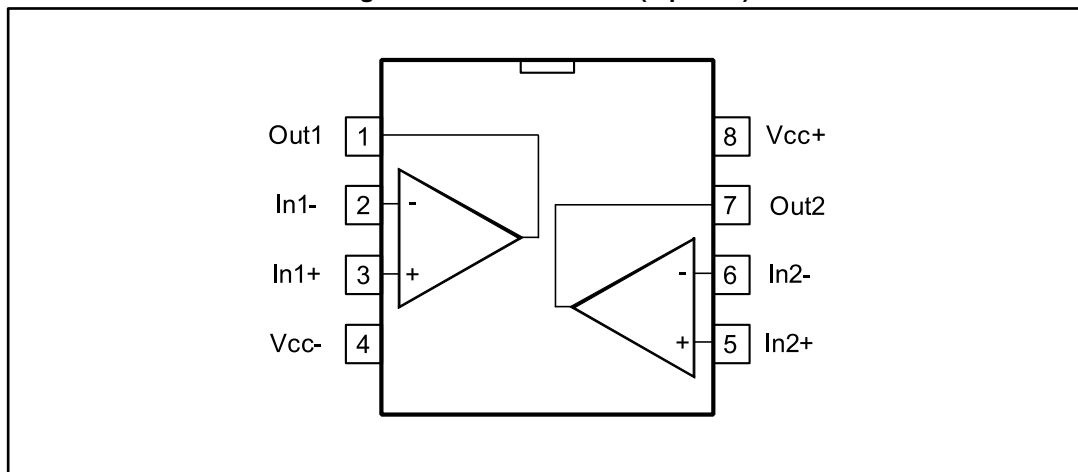 Out1 1
In1- 2 -
In1+ 3 +
Vcc- 4
8 Vcc+
7 Out2
- 6 In2-
+ 5 In2+